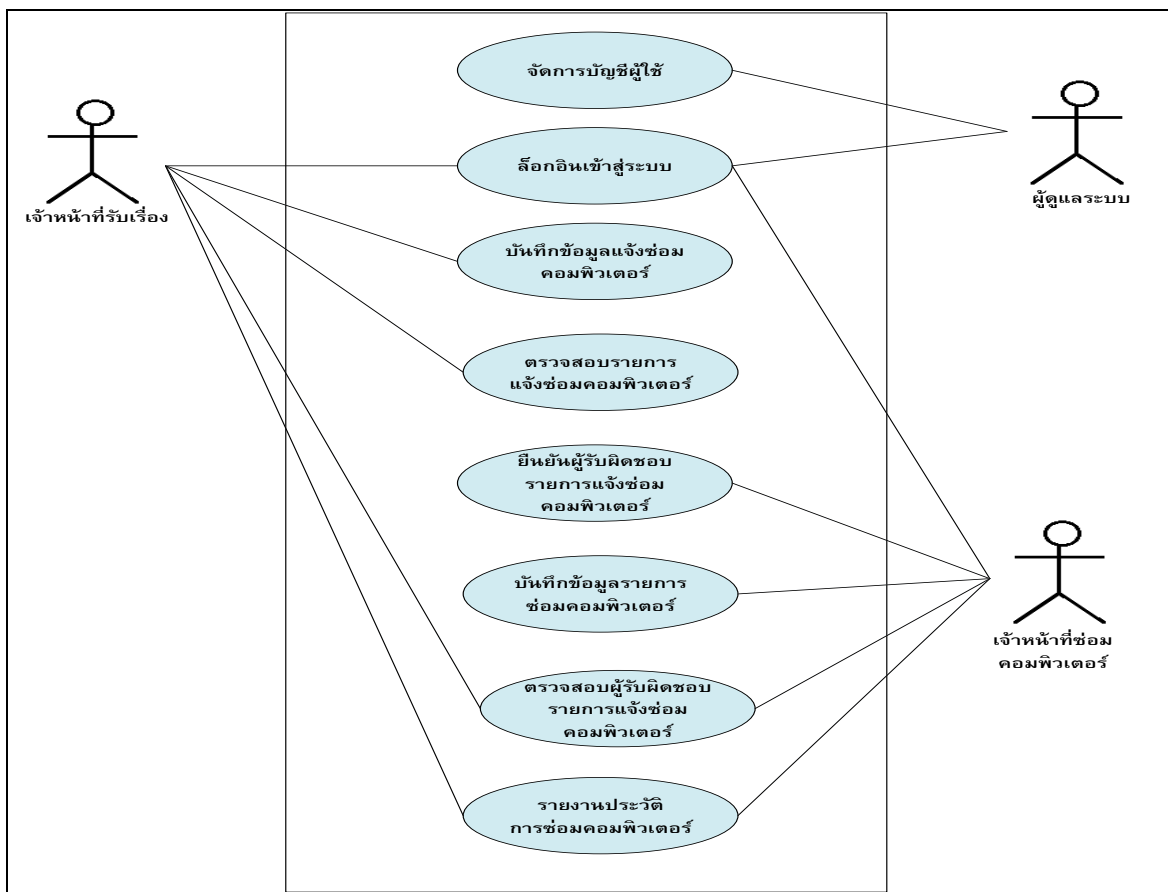 จัดการบัญชีผู้ใช้
ล็อกอินเข้าสู่ระบบ
เจ้าหน้าที่รับเรื่อง
ผู้ดูแลระบบ
บันทึกข้อมูลแจ้งซ่อม
คอมพิวเตอร์
ตรวจสอบรายการ
แจ้งซ่อมคอมพิวเตอร์
ยืนยันผู้รับผิดชอบ
รายการแจ้งซ่อม
คอมพิวเตอร์
บันทึกข้อมูลรายการ
ซ่อมคอมพิวเตอร์
เจ้าหน้าที่ซ่อม
คอมพิวเตอร์
ตรวจสอบผู้รับผิดชอบ
รายการแจ้งซ่อม
คอมพิวเตอร์
รายงานประวัติ
การซ่อมคอมพิวเตอร์